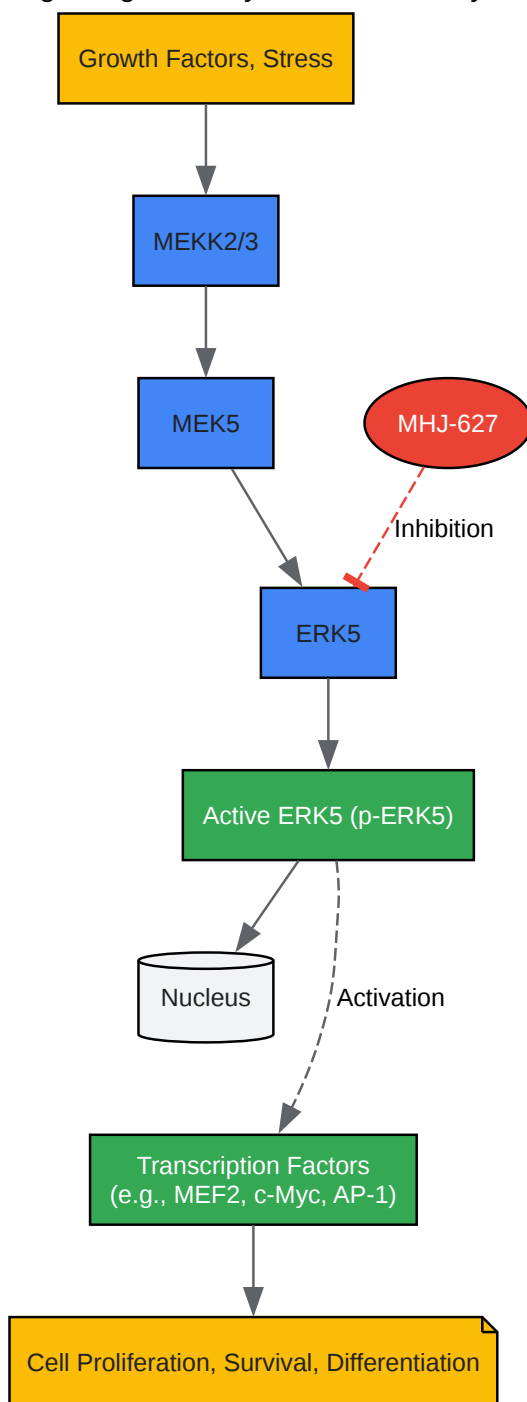 Growth Factors, Stress
MEKK2/3
MEK5
MHJ-627
Inhibition
ERK5
Active ERK5 (p-ERK5)
Nucleus
Activation
Transcription Factors
(e.g., MEF2, c-Myc, AP-1)
Cell Proliferation, Survival, Differentiation